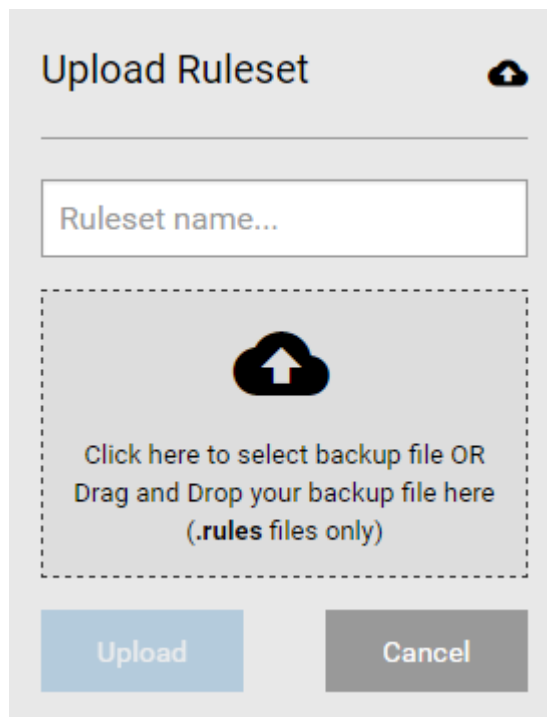 Upload Ruleset
Ruleset name...
Click here to select backup file OR
Drag and Drop your backup file here
(.rules files only)
Upload
Cancel